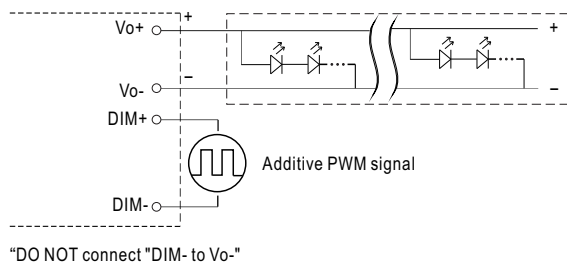 Vo+
+
+
Vo-
–
–
DIM+
Additive PWM signal
DIM-
“DO NOT connect "DIM- to Vo-"